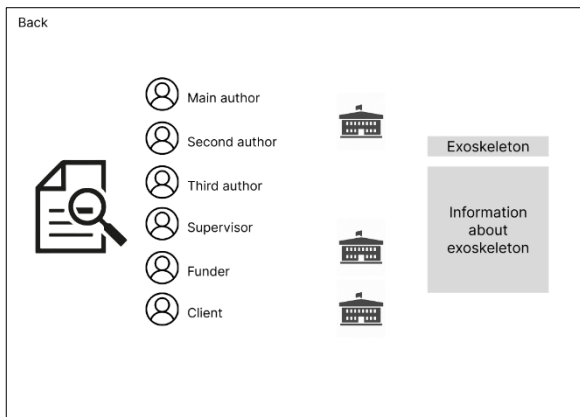 Back
Main author
Second author
Third author
Supervisor
Funder
Client
Exoskeleton
Information
about
exoskeleton